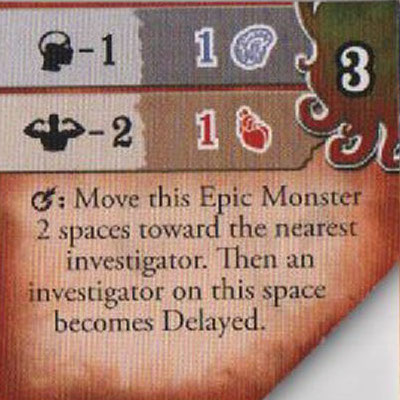 -1 1
3
-2 1
: Move this Epic Monster
2 spaces toward the nearest
investigator. Then an
investigator on this space
becomes Delayed.